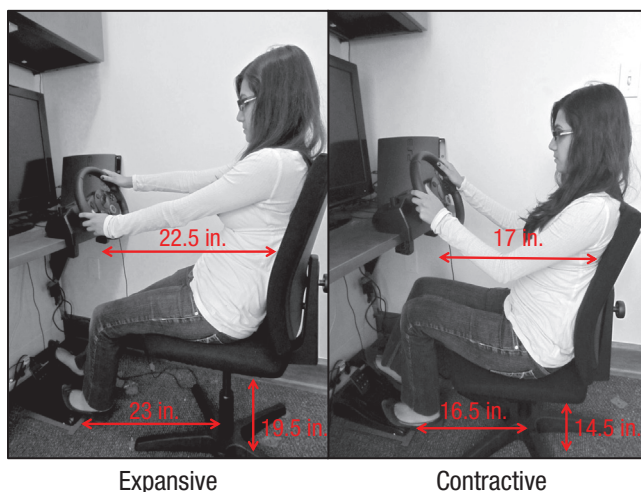 22.5 in.
23 in.
19.5 in
Expansive
17 in.
16.5 in.
14.5 in.
Contractive